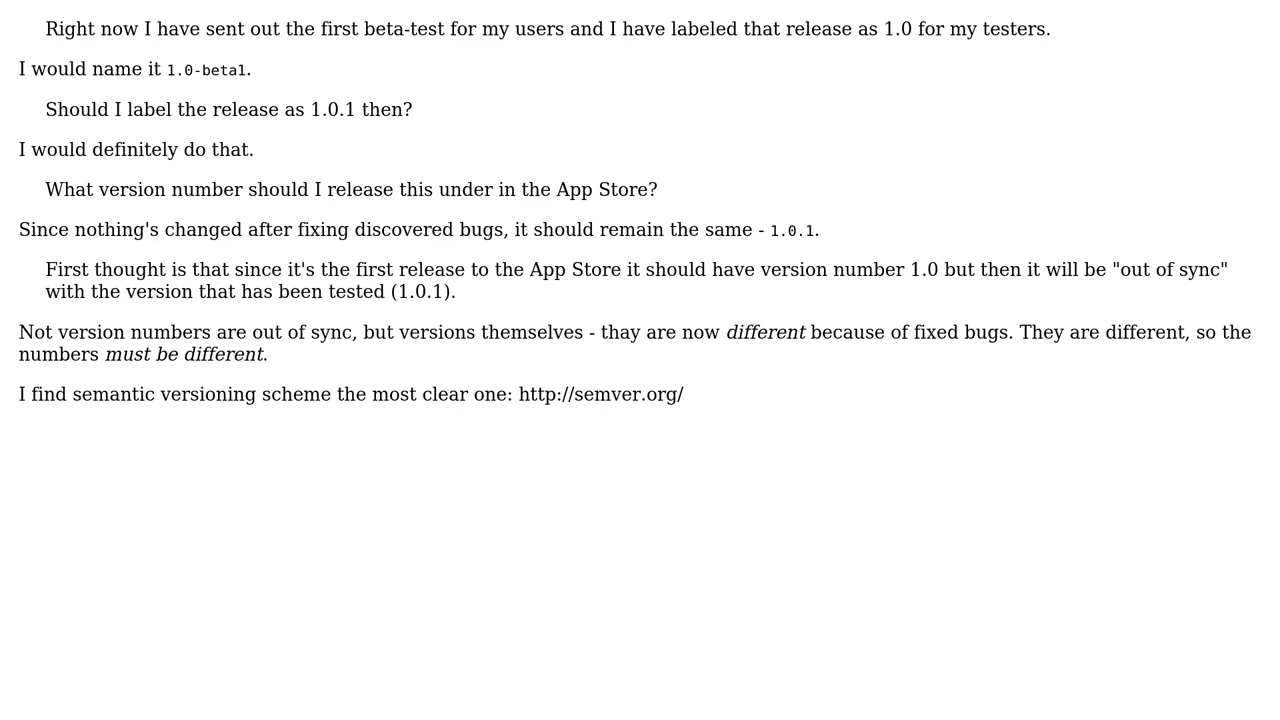 Right now I have sent out the first beta-test for my users and I have labeled that release as 1.0 for my testers.
I would name it 1.0-beta1.
Should I label the release as 1.0.1 then?
I would definitely do that.
What version number should I release this under in the App Store?
Since nothing's changed after fixing discovered bugs, it should remain the same - 1.0.1.
First thought is that since it's the first release to the App Store it should have version number 1.0 but then it will be "out of sync"
with the version that has been tested (1.0.1).
Not version numbers are out of sync, but versions themselves - thay are now different because of fixed bugs. They are different, so the
numbers must be different.
I find semantic versioning scheme the most clear one: http://semver.org/